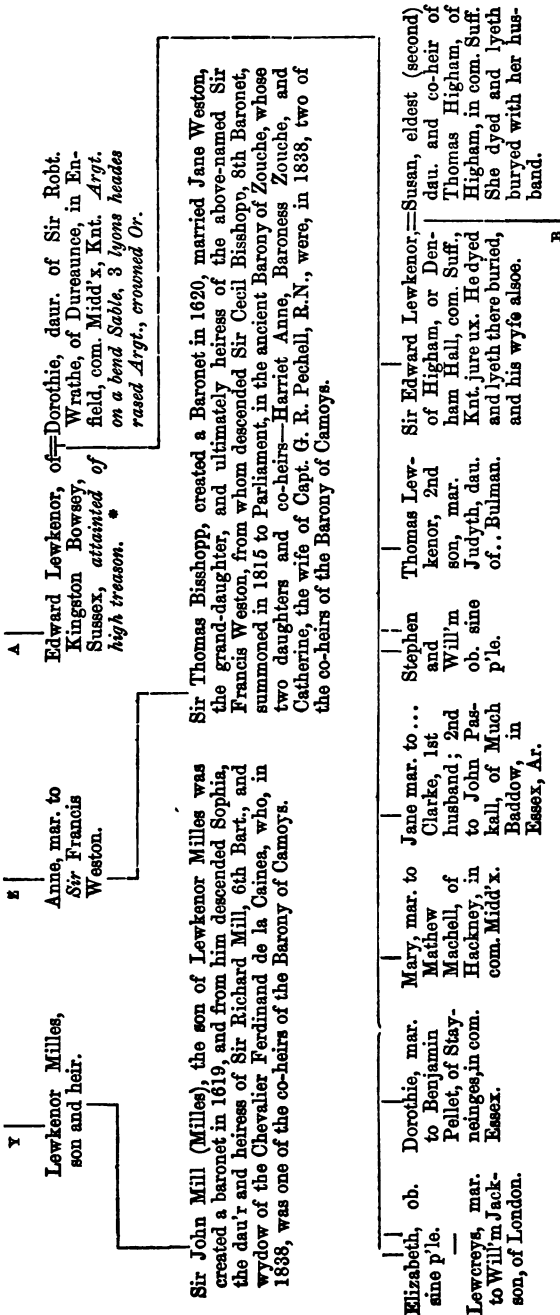 Y
Lewkenor Milles,
son and heir.
Z
Anne, mar. to
Sir Francis
Weston.
A
Edward Lewkenor, of=Dorothie, daur. of Sir Robt.
Kingston Bowsey,
Sussex, attainted of
high treason. *
Wrathe, of Dureaunce, in En-
field, com. Midd'x, Knt. Argt.
on a bend Sable, 3 lyons heades
rased Argt., crowned Or.
Sir John Mill (Milles), the son of Lewkenor Milles was
created a baronet in 1619, and from him descended Sophia,
the dau'r and heiress of Sir Richard Mill, 6th Bart., and
wydow of the Chevalier Ferdinand de la Cainea, who, in
1838, was one of the co-heirs of the Barony of Camoys.
Sir Thomas Bisshopp, created a Baronet in 1620, married Jane Weston,
the grand-daughter, and ultimately heiress of the above-named Sir
Francis Weston, from whom descended Sir Cecil Bisshopp, 8th Baronet,
summoned in 1815 to Parliament, in the ancient Barony of Zouche, whose
two daughters and co-heirs—Harriet Anne, Baroness Zouche, and
Catherine, the wife of Capt. G. R. Pechell, R.N., were, in 1838, two of
the co-heirs of the Barony of Camoys.
Elizabeth, ob.
sine p'le.
—
Lewcreys, mar.
to Will'm Jack-
son, of London.
Dorothie, mar.
to Benjamin
Pellet, of Stay-
neinges, in com.
Essex.
Mary, mar. to
Mathew
Machell, of
Hackney, in
com. Midd'x.
Jane mar. to...
Clarke, 1st
husband; 2nd
to John Pas-
kall, of Much
Baddow, in
Essex, Ar.
Stephen
and
Will'm
ob. sine
p'le.
Thomas Lew-
kenor, 2nd
son, mar.
Judyth, dau.
of.. Bulman.
Sir Edward Lewkenor,=Susan, eldest (second)
of Higham, or Den-
ham Hall, com. Suff.,
Knt. jure ux. He dyed
and lyeth there buried,
and his wyfe alsoe.
dau. and co-heir of
Thomas Higham, of
Higham, in com. Suff.
She dyed and lyeth
buryed with her hus-
band.
B